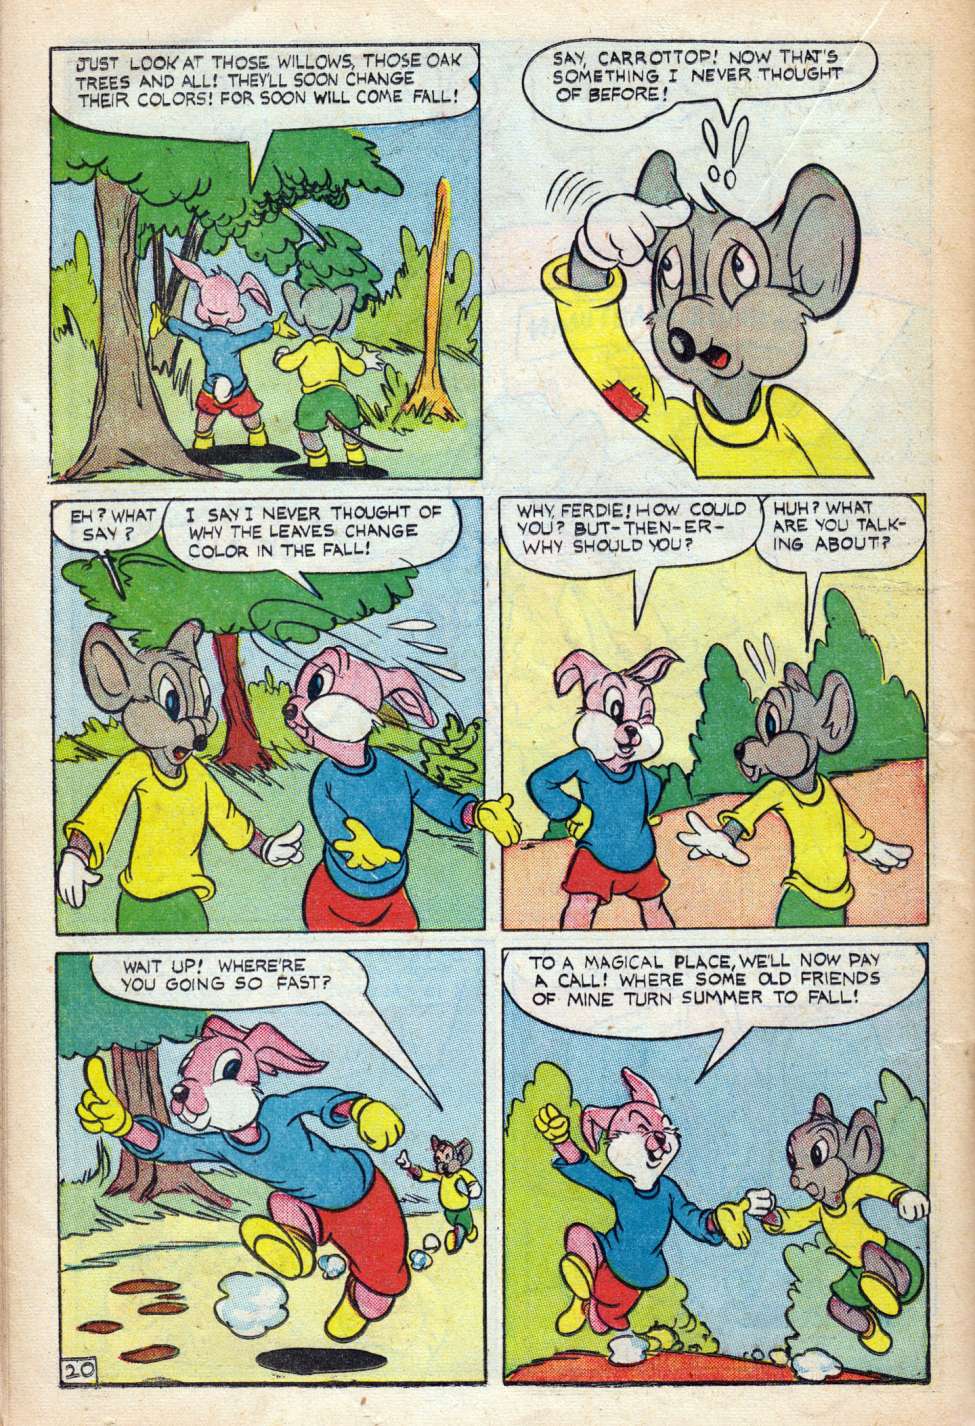 JUST LOOK AT THOSE WILLOWS, THOSE OAK
TREES AND ALL! THEY'LL SOON CHANGE
THEIR COLORS! FOR SOON WILL COME FALL!
SAY, CARROTTOP! NOW THAT'S
SOMETHING I NEVER THOUGHT
OF BEFORE!
!!
EH? WHAT
SAY?
I SAY I NEVER THOUGHT OF
WHY THE LEAVES CHANGE
COLOR IN THE FALL!
WHY, FERDIE! HOW COULD
YOU? BUT-THEN-ER-
WHY SHOULD YOU?
HUH? WHAT
ARE YOU TALK-
ING ABOUT?
WAIT UP! WHERE'RE
YOU GOING SO FAST?
TO A MAGICAL PLACE, WE'LL NOW PAY
A CALL! WHERE SOME OLD FRIENDS
OF MINE TURN SUMMER TO FALL!
20